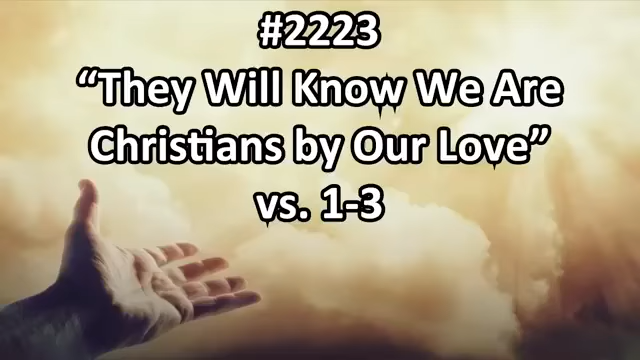 #2223
“They Will Know We Are
Christians by Our Love”
vs. 1-3